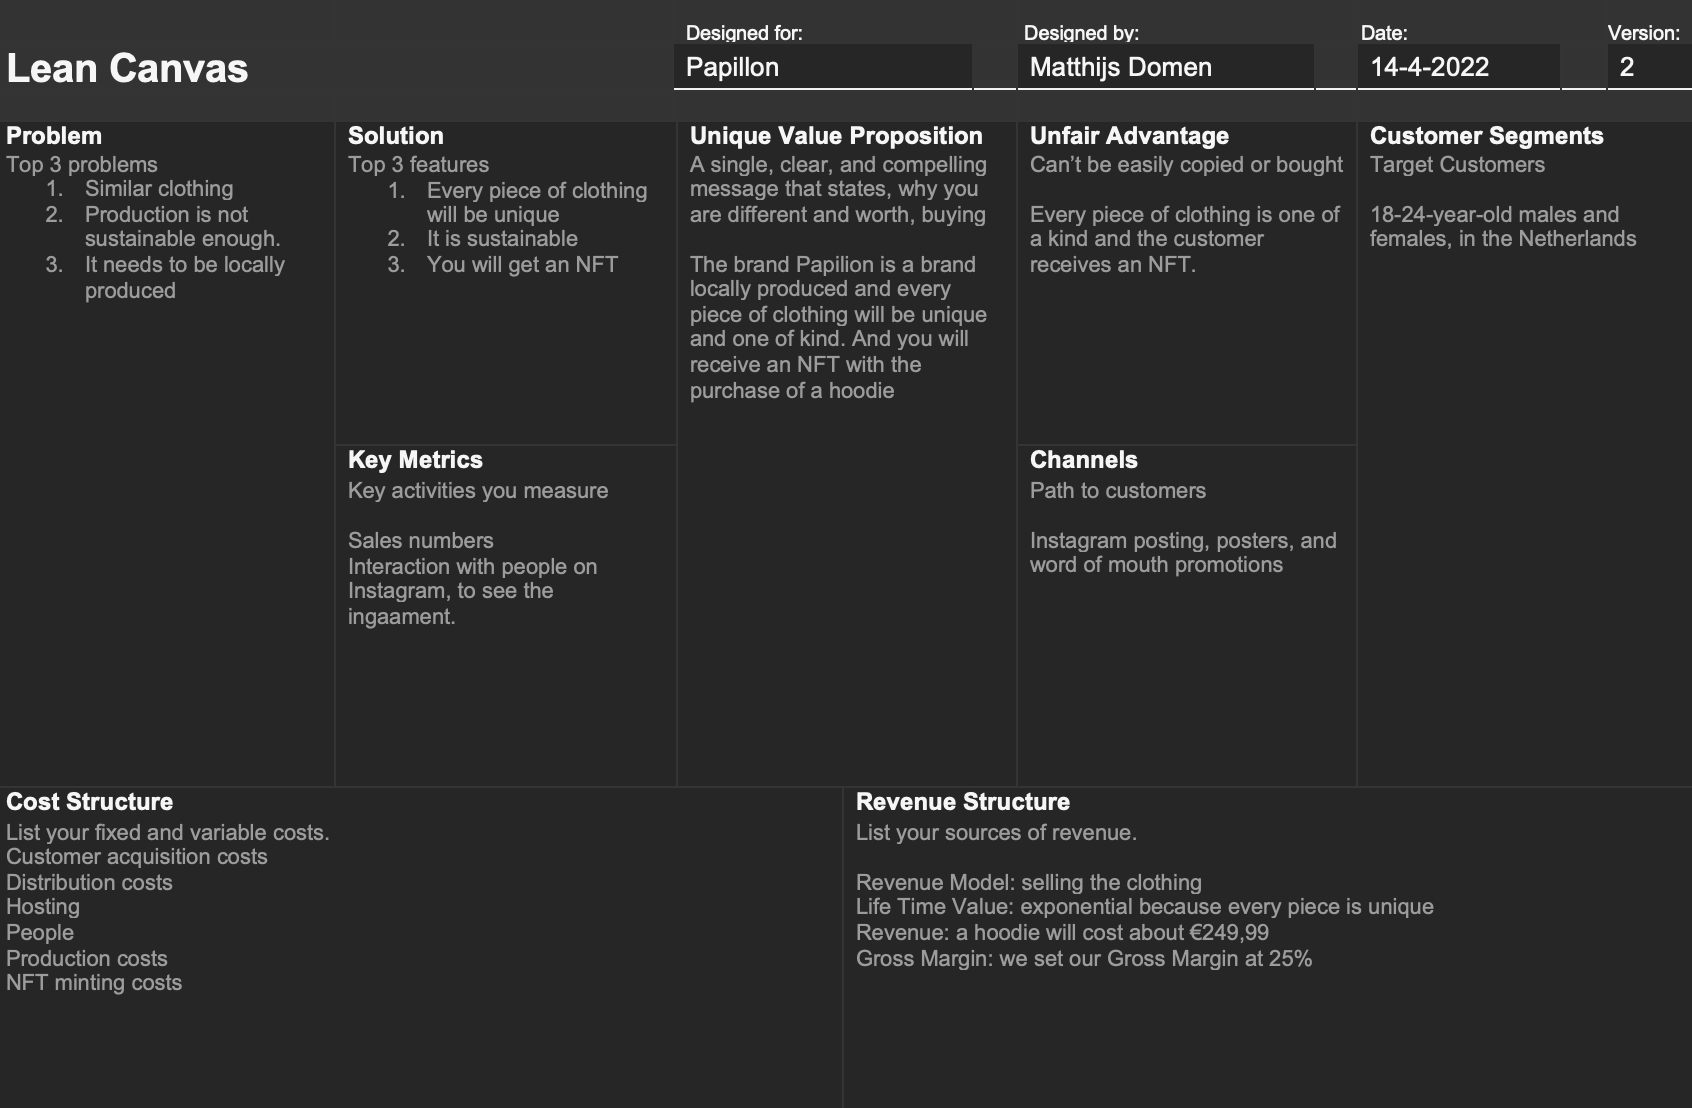 Lean Canvas
Designed for:
Papillon
Designed by:
Matthijs Domen
Date:
14-4-2022
Version:
2
Problem
Top 3 problems
1. Similar clothing
2. Production is not
sustainable enough.
3. It needs to be locally
produced
Solution
Top 3 features
1. Every piece of clothing
will be unique
2. It is sustainable
3. You will get an NFT
Key Metrics
Key activities you measure
Sales numbers
Interaction with people on
Instagram, to see the
ingaament.
Unique Value Proposition
A single, clear, and compelling
message that states, why you
are different and worth, buying
The brand Papilion is a brand
locally produced and every
piece of clothing will be unique
and one of kind. And you will
receive an NFT with the
purchase of a hoodie
Unfair Advantage
Can’t be easily copied or bought
Every piece of clothing is one of
a kind and the customer
receives an NFT.
Channels
Path to customers
Instagram posting, posters, and
word of mouth promotions
Customer Segments
Target Customers
18-24-year-old males and
females, in the Netherlands
Cost Structure
List your fixed and variable costs.
Customer acquisition costs
Distribution costs
Hosting
People
Production costs
NFT minting costs
Revenue Structure
List your sources of revenue.
Revenue Model: selling the clothing
Life Time Value: exponential because every piece is unique
Revenue: a hoodie will cost about €249,99
Gross Margin: we set our Gross Margin at 25%